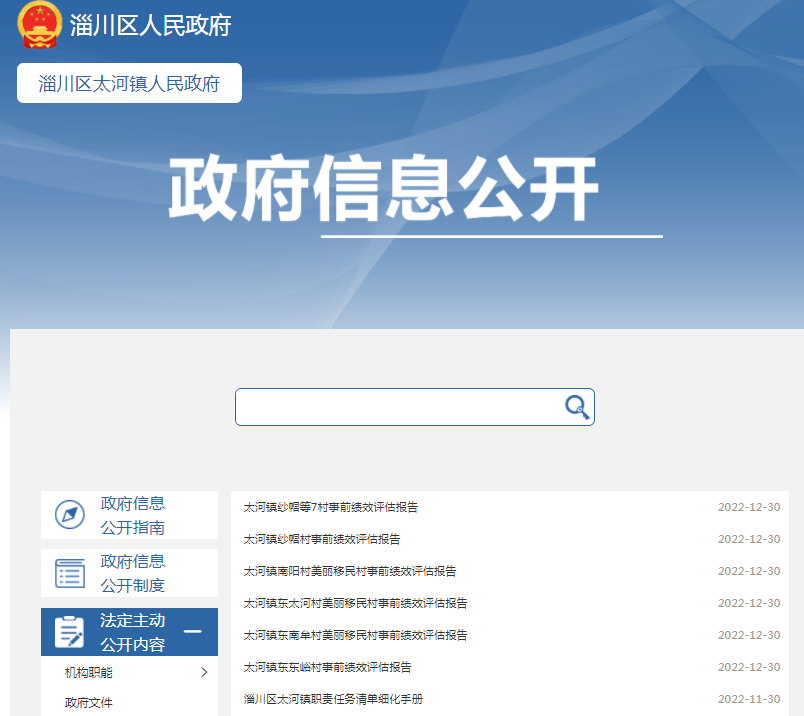 淄川区人民政府
淄川区太河镇人民政府
政府信息公开
政府信息
公开指南
政府信息
公开制度
法定主动
公开内容
机构职能
政府文件
太河镇纱帽等7村事前绩效评估报告 2022-12-30
太河镇纱帽村事前绩效评估报告 2022-12-30
太河镇南阳村美丽移民村事前绩效评估报告 2022-12-30
太河镇东太河村美丽移民村事前绩效评估报告 2022-12-30
太河镇东南牟村美丽移民村事前绩效评估报告 2022-12-30
太河镇东东峪村事前绩效评估报告 2022-12-30
淄川区太河镇职责任务清单细化手册 2022-11-30